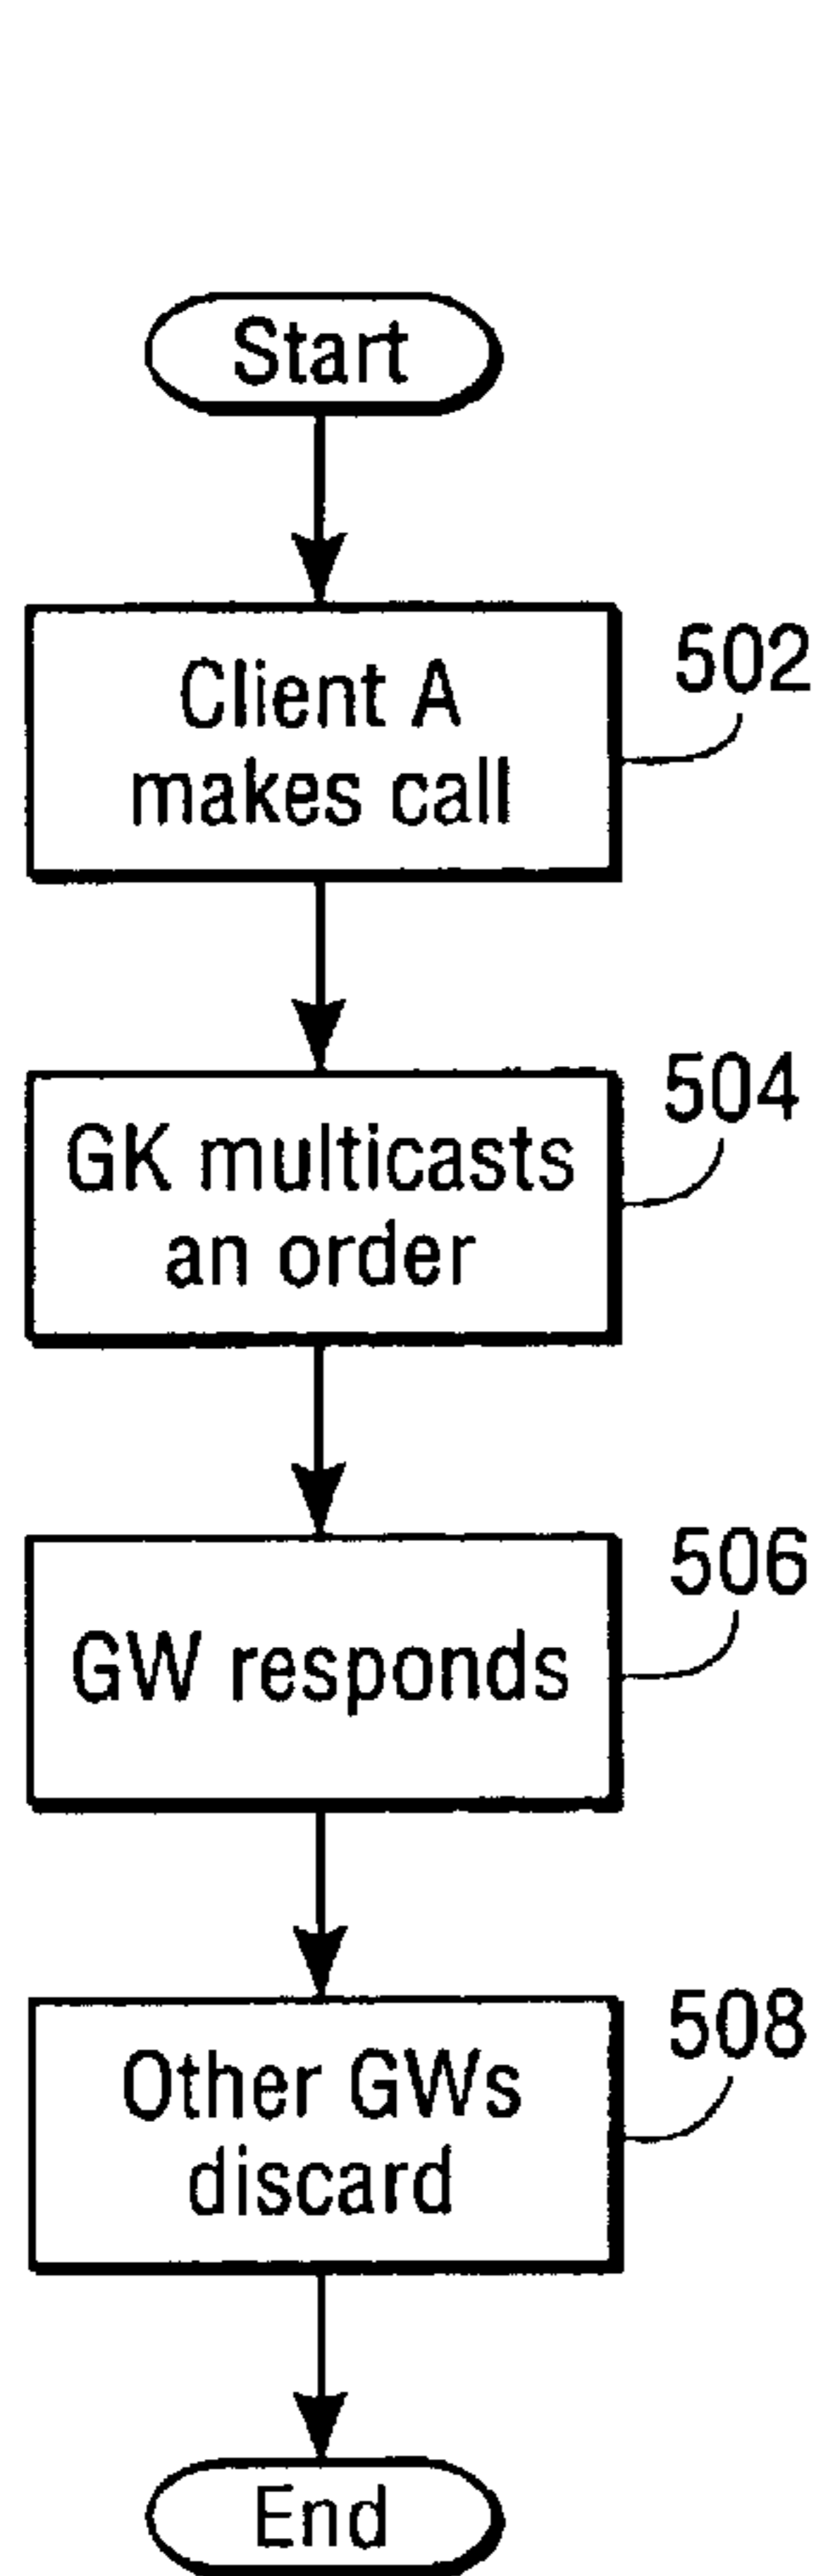 Start
Client A
makes call
502
GK multicasts
an order
504
GW responds
506
Other GWs
discard
508
End